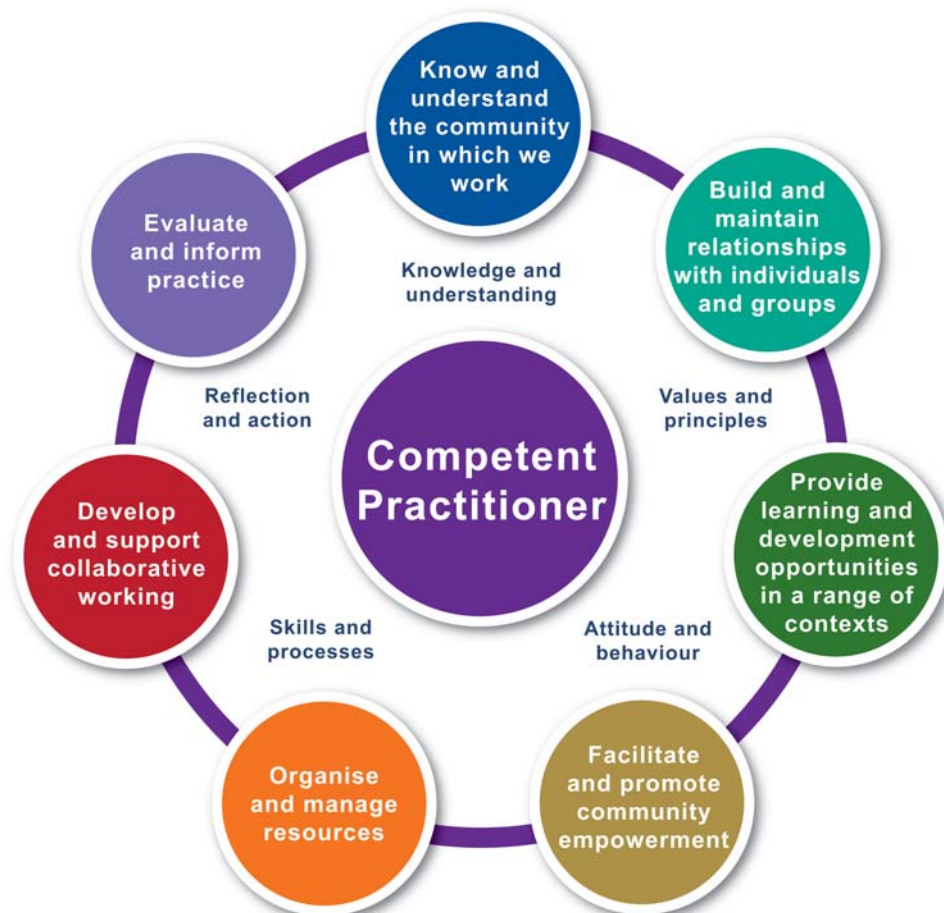 Know and
understand
the community
in which we
work
Build and
maintain
relationships
with individuals
and groups
Provide
learning and
development
opportunities
in a range of
contexts
Facilitate
and promote
community
empowerment
Organise
and manage
resources
Develop
and support
collaborative
working
Evaluate
and inform
practice
Knowledge and
understanding
Values and
principles
Attitude and
behaviour
Skills and
processes
Reflection
and action
Competent
Practitioner